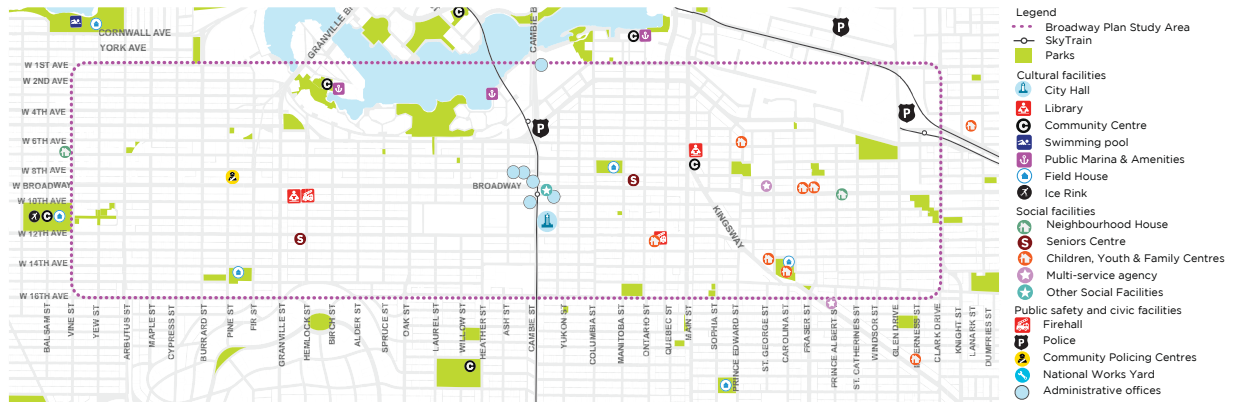 CORNWALL AVE
YORK AVE
W 1ST AVE
W 2ND AVE
W 4TH AVE
W 6TH AVE
W 8TH AVE
W BROADWAY
W 10TH AVE
W 12TH AVE
W 14TH AVE
W 16TH AVE
GRANVILLE BR
CAMBIE B
BROADWAY
KINGSWAY
BALSAM ST
VINE ST
YEW ST
ARBUTUS ST
MAPLE ST
CYPRESS ST
BURRARD ST
PINE ST
FIR ST
GRANVILLE ST
HEMLOCK ST
BIRCH ST
ALDER ST
SPRUCE ST
OAK ST
LAUREL ST
WILLOW ST
HEATHER ST
ASH ST
CAMBIE ST
YUKON ST
COLUMBIA ST
MANITOBA ST
ONTARIO ST
QUEBEC ST
MAIN ST
SOPHIA ST
PRINCE EDWARD ST
ST. GEORGE ST
CAROLINA ST
FRASER ST
PRINCE ALBERT ST
ST. CATHERINES ST
WINDSOR ST
GLEN DRIVE
INVERNESS ST
CLARK DRIVE
KNIGHT ST
LANARK ST
DUMFRIES ST
Legend
Broadway Plan Study Area
SkyTrain
Parks
Cultural facilities
City Hall
Library
C Community Centre
Swimming pool
Public Marina & Amenities
Field House
Ice Rink
Social facilities
Neighbourhood House
S Seniors Centre
Children, Youth & Family Centres
Multi-service agency
Other Social Facilities
Public safety and civic facilities
Firehall
P Police
Community Policing Centres
National Works Yard
Administrative offices